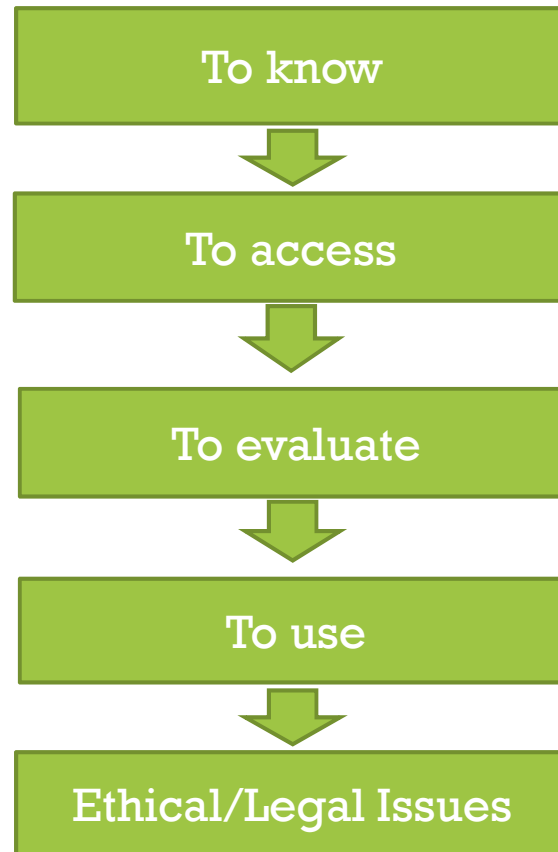 To know
To access
To evaluate
To use
Ethical/Legal Issues